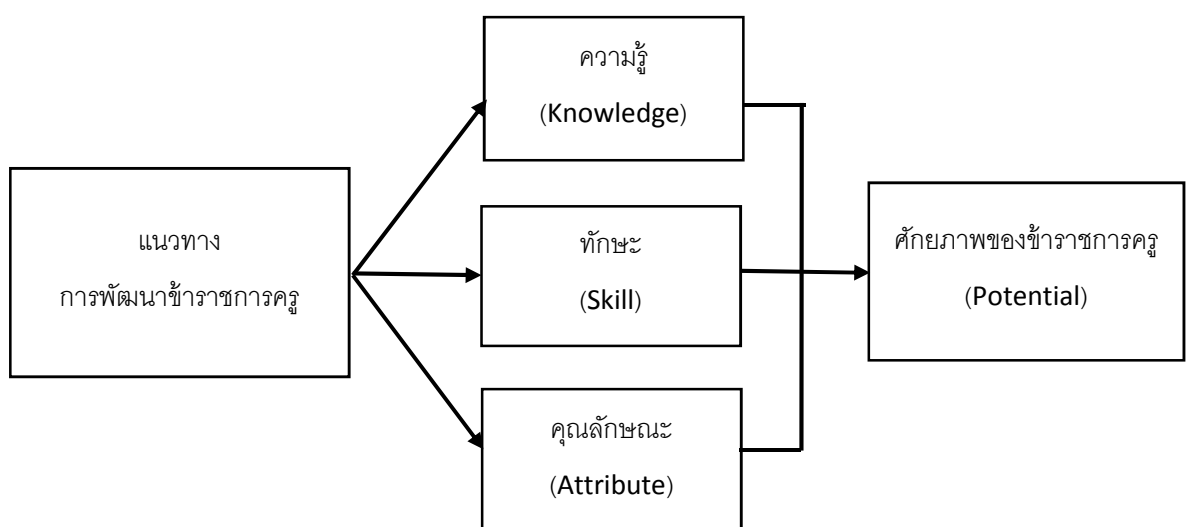 แนวทาง
การพัฒนาข้าราชการครู
ความรู้
(Knowledge)
ทักษะ
(Skill)
คุณลักษณะ
(Attribute)
ศักยภาพของข้าราชการครู
(Potential)